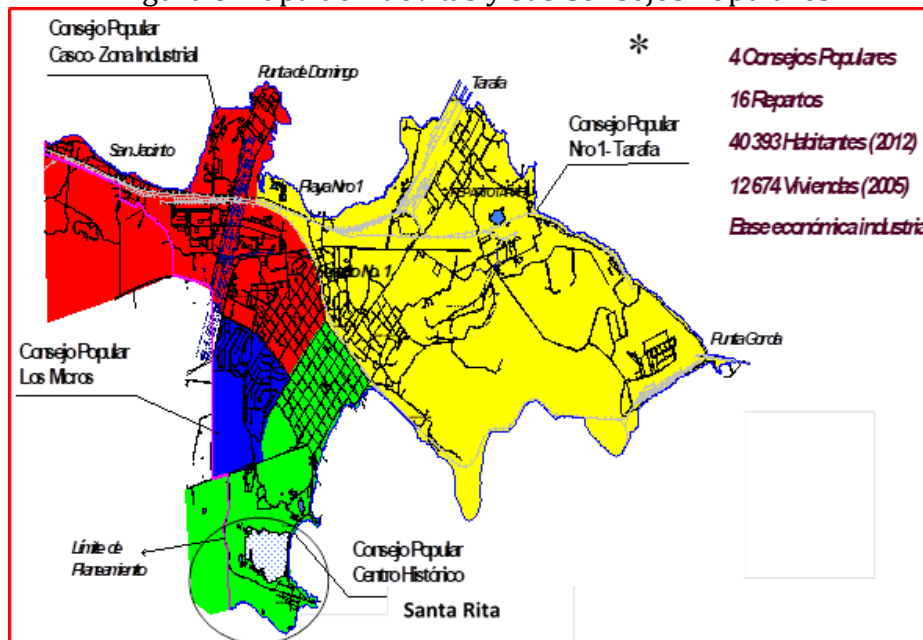 Consejo Popular
Casco- Zona Industrial
Punta de Domingo
Tarafa
*
4 Consejos Populares
16 Repartos
40 393 Habitantes (2012)
12 674 Viviendas (2005)
Base económica industrial
San Jacinto
Consejo Popular
Nro 1- Tarafa
Playa Nro 1
No. 1
Punta Gorda
Consejo Popular
Los Micros
Límite de
Planeamiento
Consejo Popular
Centro Histórico
Santa Rita